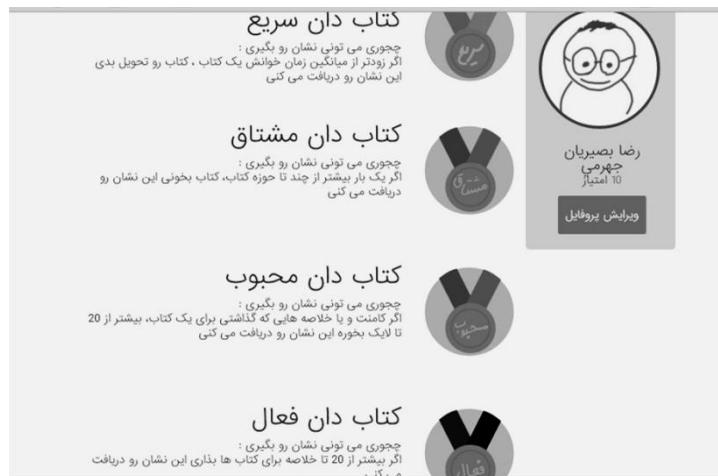 کتاب دان سریع
چجوری می تونی نشان رو بگیری :
اگر زودتر از میانگین زمان خوانش یک کتاب ، کتاب رو تحویل بدی
این نشان رو دریافت می کنی
سریع
رضا بصیریان
جهرمی
10 امتیاز
ویرایش پروفایل
کتاب دان مشتاق
چجوری می تونی نشان رو بگیری :
اگر یک بار بیشتر از چند تا حوزه کتاب، کتاب بخونی این نشان رو
دریافت می کنی
مشتاق
کتاب دان محبوب
چجوری می تونی نشان رو بگیری :
اگر کامنت و یا خلاصه هایی که گذاشتی برای یک کتاب، بیشتر از 20
تا لایک بخوره این نشان رو دریافت می کنی
محبوب
کتاب دان فعال
چجوری می تونی نشان رو بگیری :
اگر بیشتر از 20 تا خلاصه برای کتاب ها بذاری این نشان رو دریافت
می کنی
فعال